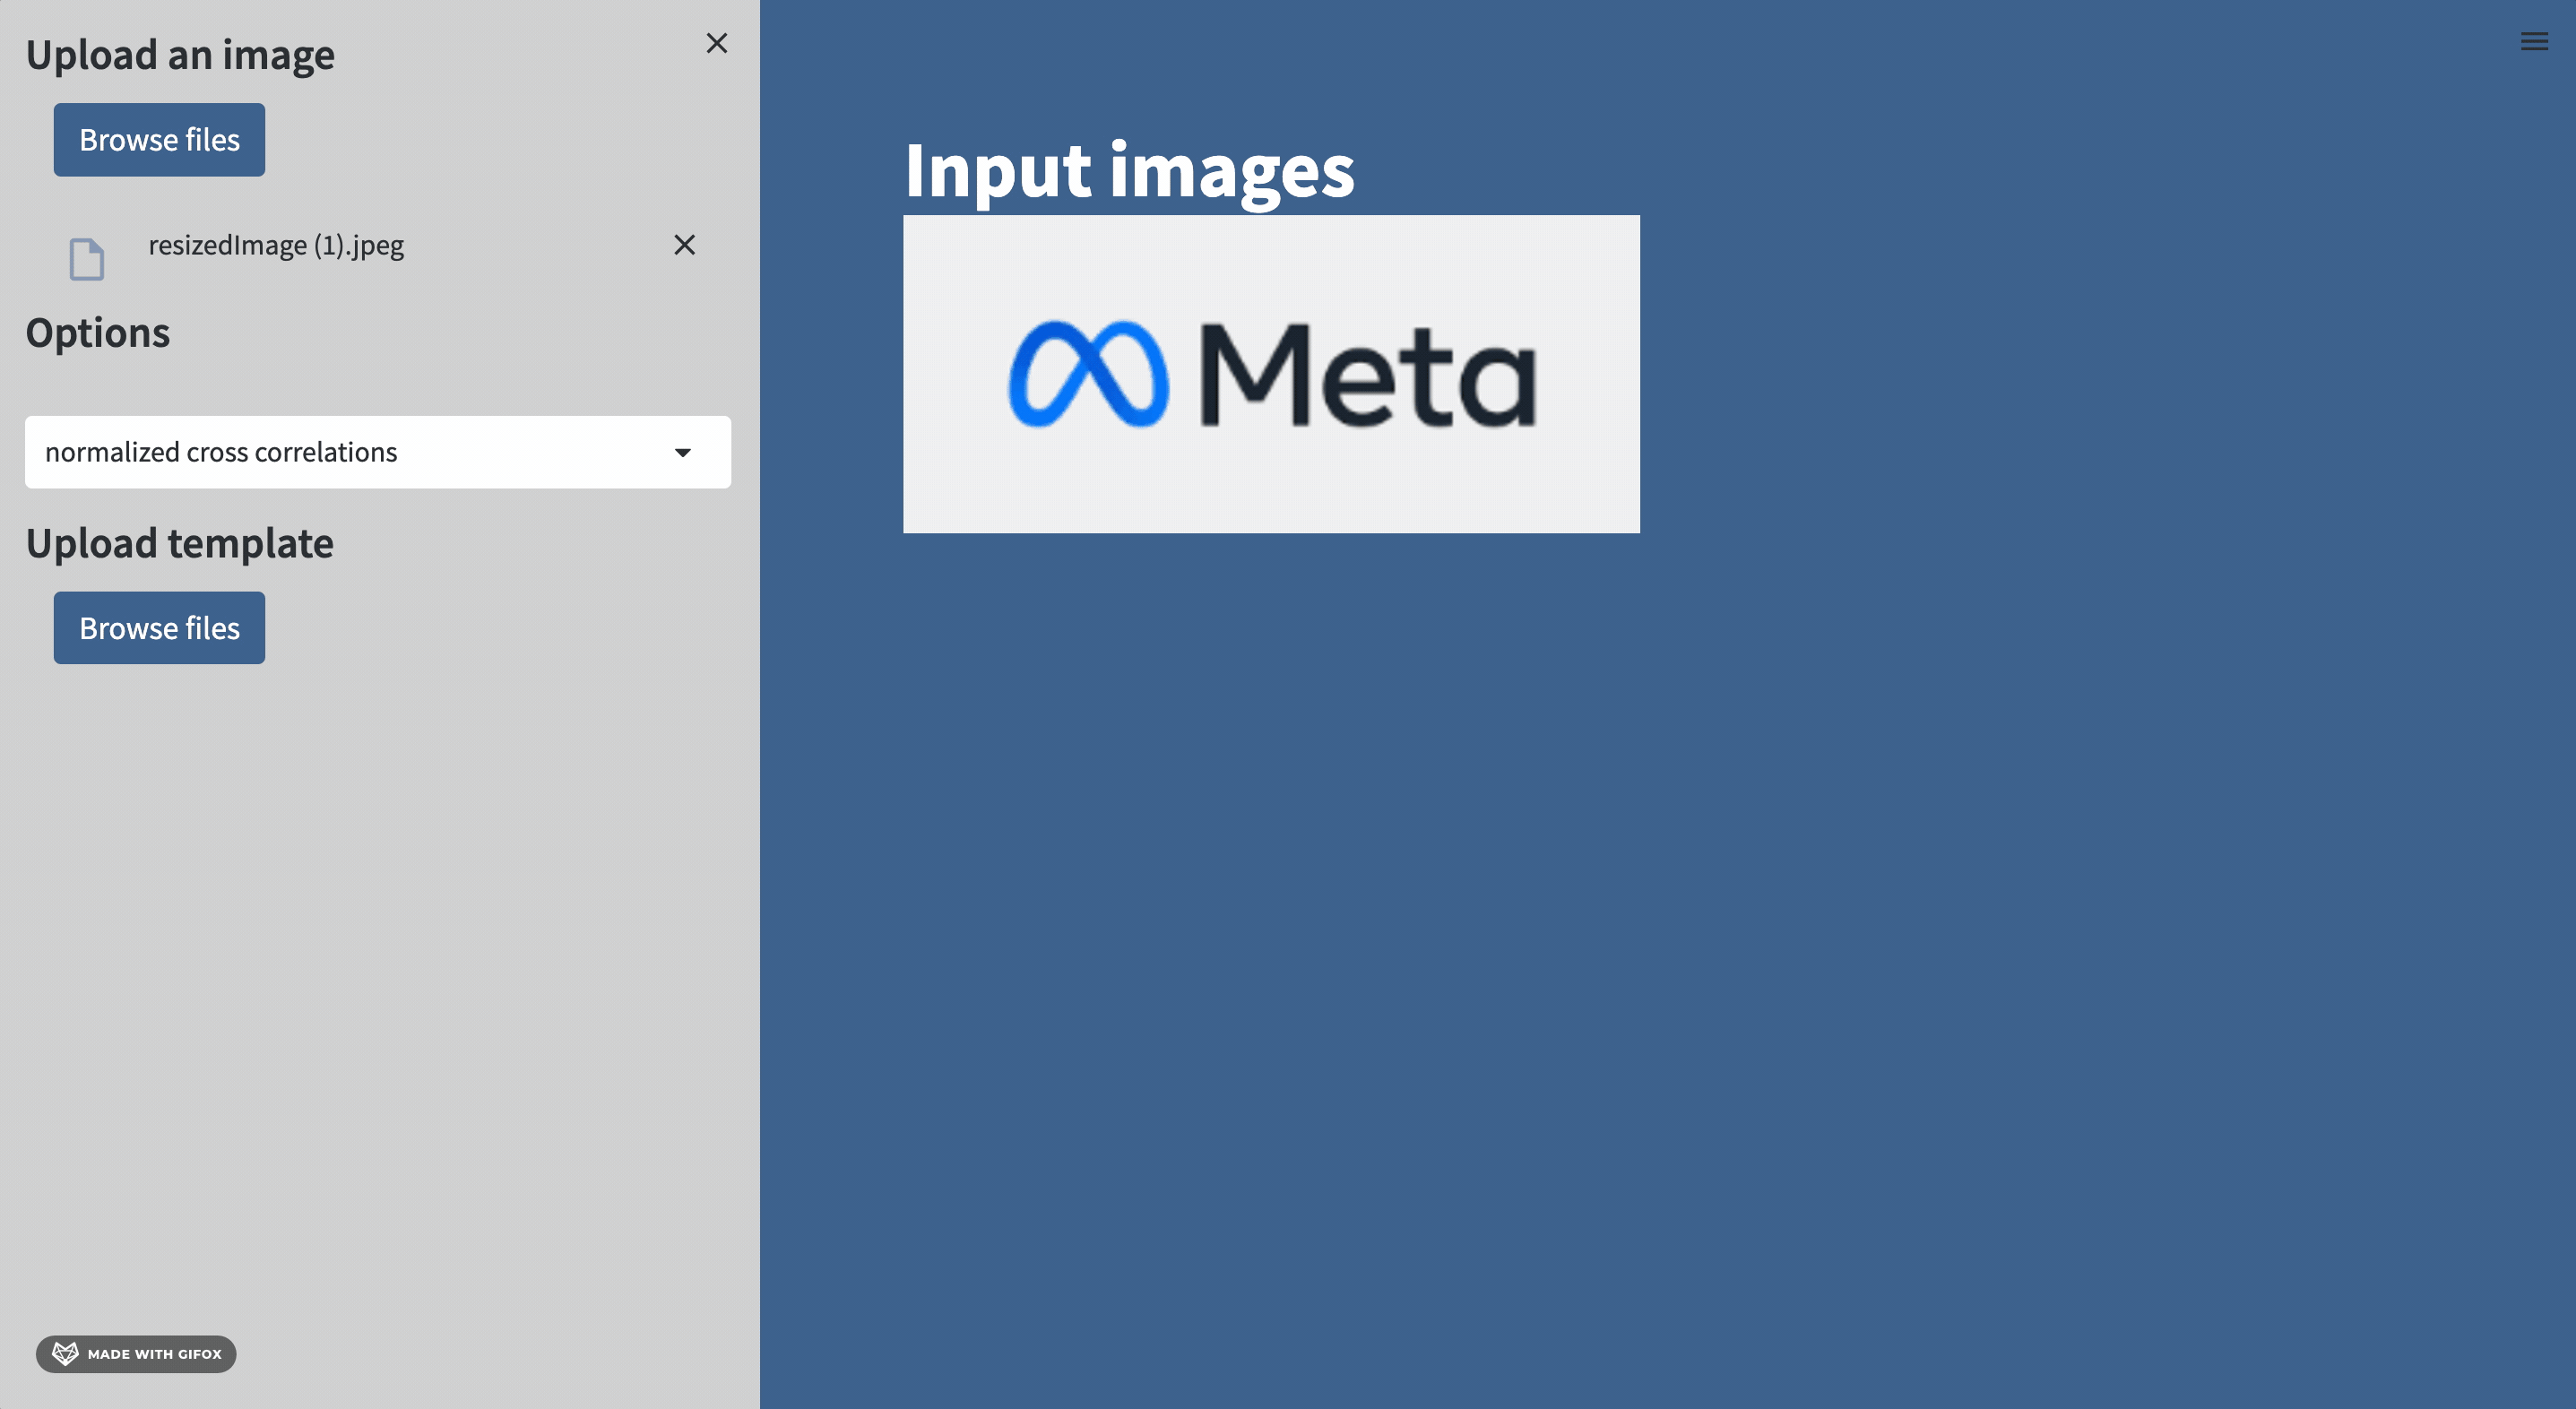 Upload an image
Browse files
resizedImage (1).jpeg
Options
normalized cross correlations
Upload template
Browse files
MADE WITH GIFOX
Input images
Meta